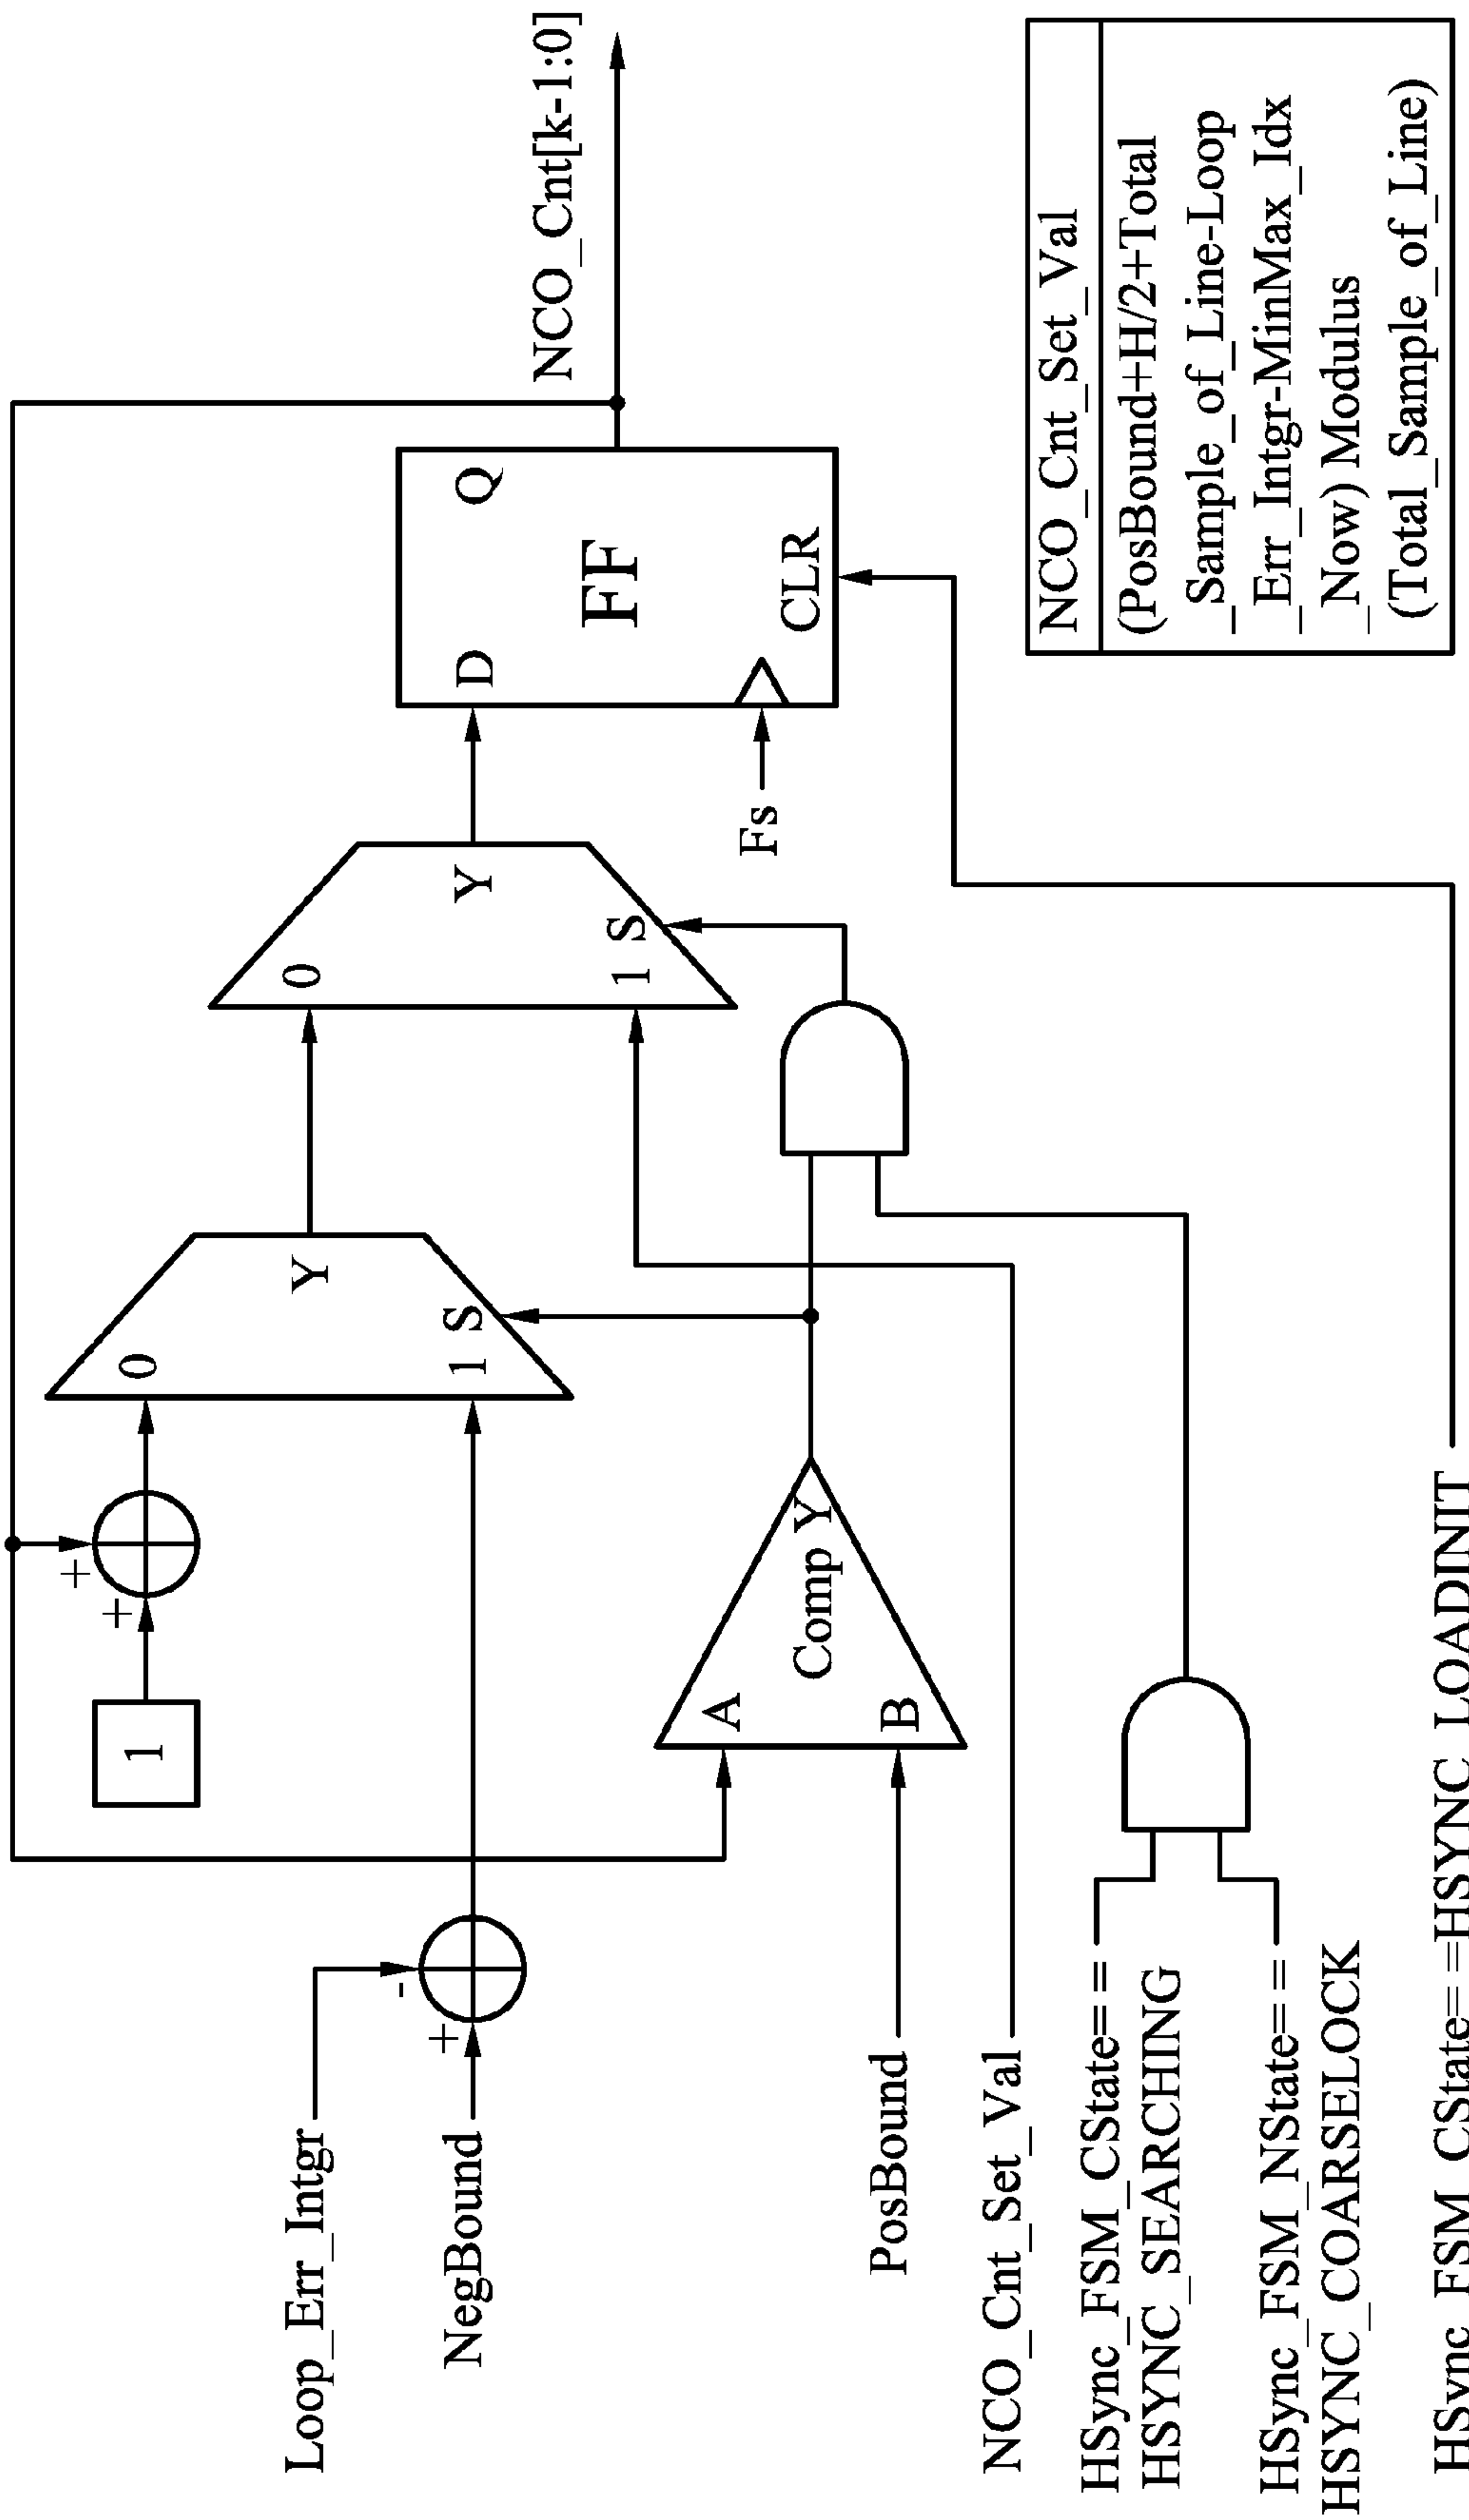 Loop_Err_Intgr
NegBound
-
+
1
+
+
0
1 S
Y
0
1 S
Y
D
Q
FF
CLR
Fs
NCO_Cnt[k-1:0]
A
B
Comp Y
PosBound
NCO_Cnt_Set_Val
HSync_FSM_CState==
HSYNC_SEARCHING
HSync_FSM_NState==
HSYNC_COARSELOCK
HSync_FSM_CState==HSYNC_LOADINIT
NCO_Cnt_Set_Val
(PosBound+H/2+Total
_Sample_of_Line-Loop
_Err_Intgr-MinMax_Idx
_Now) Modulus
(Total_Sample_of_Line)